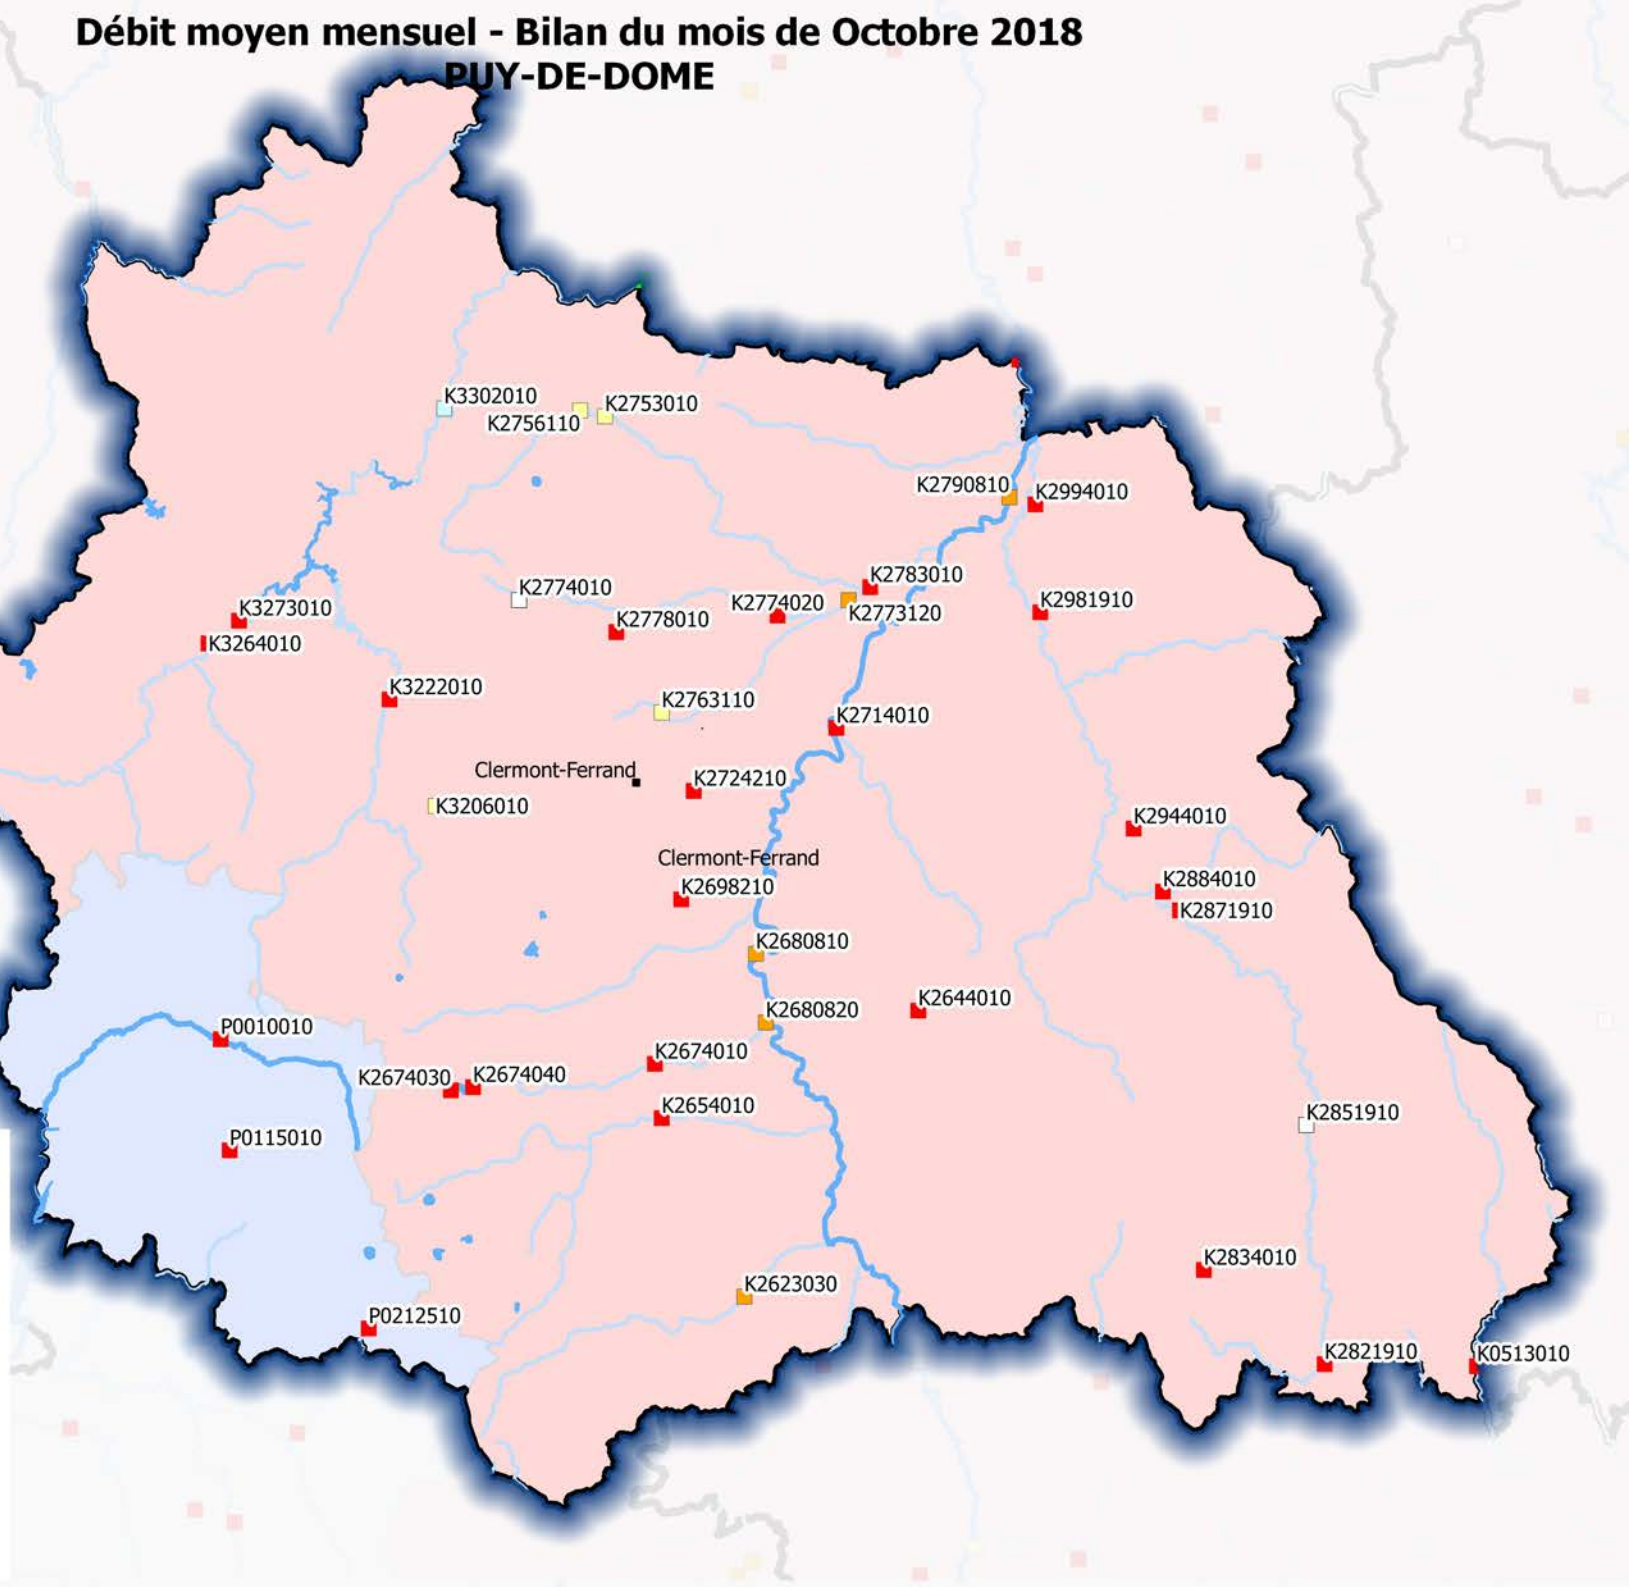 Débit moyen mensuel - Bilan du mois de Octobre 2018
PUY-DE-DOME
K3302010
K2753010
K2756110
K2790810
K2994010
K2783010
K2774010
K2774020
K2773120
K2981910
K3273010
K2778010
K3264010
K3222010
K2763110
K2714010
Clermont-Ferrand
K2724210
K3206010
K2944010
Clermont-Ferrand
K2698210
K2884010
K2871910
K2680810
K2644010
K2680820
P0010010
K2674010
K2674030
K2674040
K2654010
K2851910
P0115010
K2834010
K2623030
P0212510
K2821910
K0513010